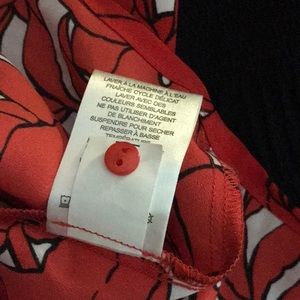 LAVER À LA MACHINE À L'EAU
FRAÎCHE CYCLE DÉLICAT
LAVER AVEC DES
COULEURS SEMBLABLES
NE PAS UTILISER D'AGENT
DE BLANCHIMENT
SUSPENDRE POUR SÉCHER
REPASSER À BASSE
TEMPÉRATURE